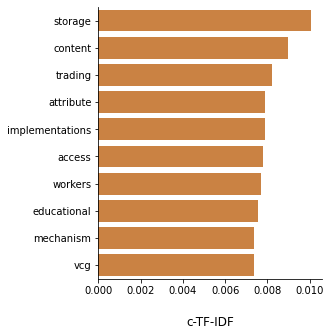 storage
content
trading
attribute
implementations
access
workers
educational
mechanism
vcg
0.000 0.002 0.004 0.006 0.008 0.010
c-TF-IDF